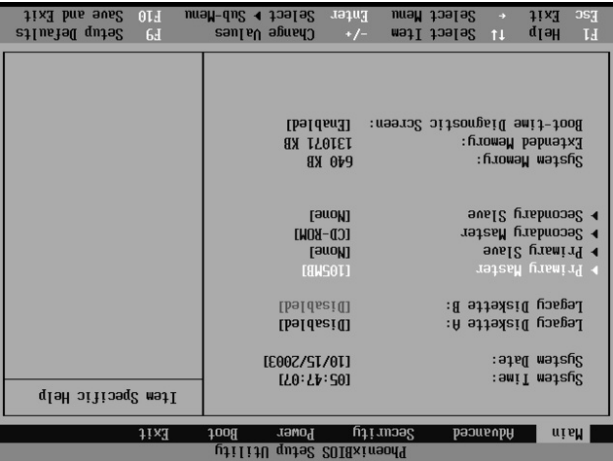 PhoenixBIOS Setup Utility
Main Advanced Security Power Boot Exit
System Time: [05:47:07]
System Date: [10/15/2003]
Legacy Diskette A: [Disabled]
Legacy Diskette B: [Disabled]
▶ Primary Master [105MB]
▶ Primary Slave [None]
▶ Secondary Master [CD-ROM]
▶ Secondary Slave [None]
System Memory: 640 KB
Extended Memory: 131071 KB
Boot-time Diagnostic Screen: [Enabled]
Item Specific Help
F1 Help ↑↓ Select Item -/+ Change Values F9 Setup Defaults
Esc Exit ↔ Select Menu Enter Select ▶ Sub-Menu F10 Save and Exit